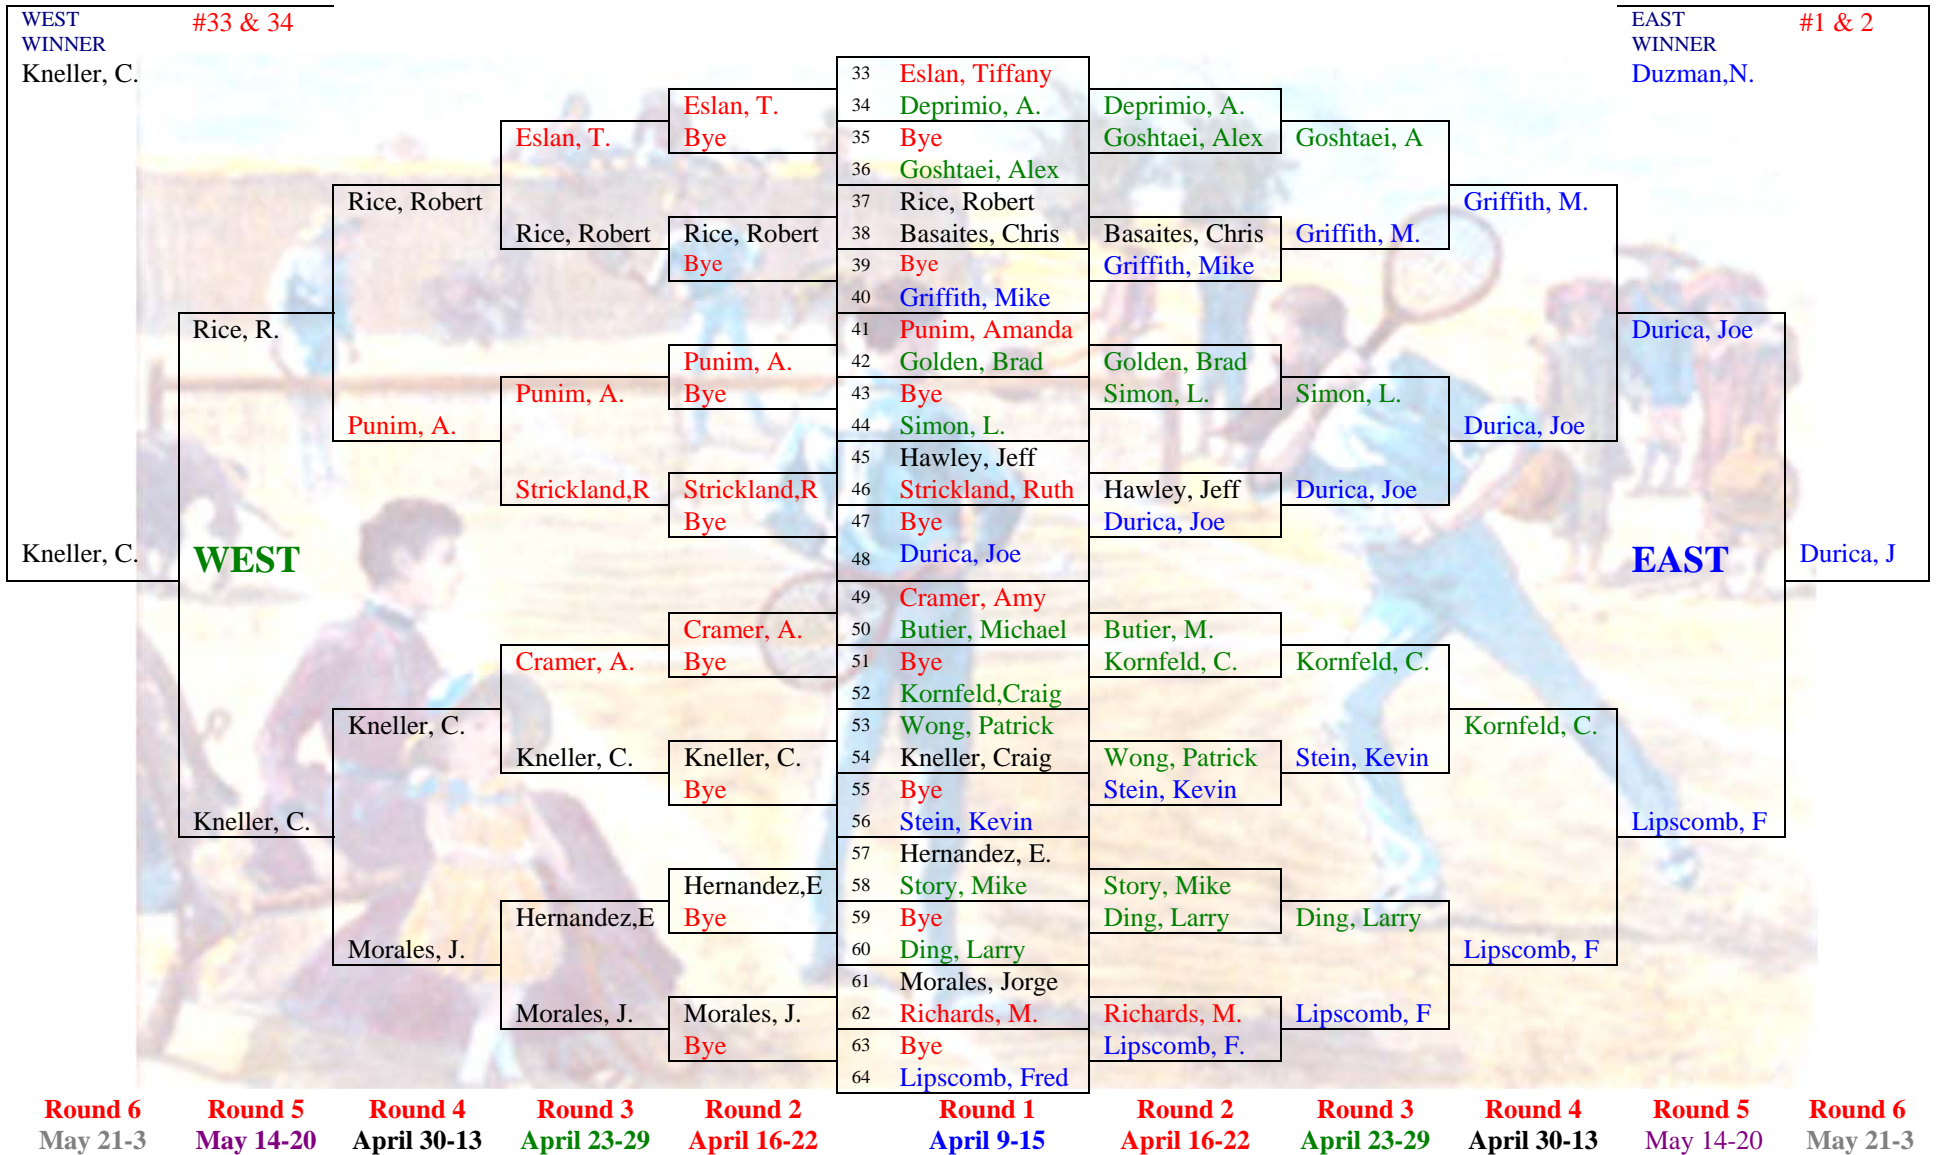 WEST #33 & 34 EAST #1 & 2
WINNER WINNER
Kneller, C. 33 Eslan, Tiffany Duzman,N.
Eslan, T. 34 Deprimio, A. Deprimio, A.
Eslan, T. Bye 35 Bye Goshtaei, Alex Goshtaei, A
36 Goshtaei, Alex
Rice, Robert 37 Rice, Robert Griffith, M.
Rice, Robert Rice, Robert 38 Basaites, Chris Basaites, Chris Griffith, M.
Bye 39 Bye Griffith, Mike
40 Griffith, Mike
Rice, R. 41 Punim, Amanda Durica, Joe
Punim, A. 42 Golden, Brad Golden, Brad
Punim, A. Bye 43 Bye Simon, L. Simon, L.
Punim, A. 44 Simon, L. Durica, Joe
45 Hawley, Jeff
Strickland,R Strickland,R 46 Strickland, Ruth Hawley, Jeff Durica, Joe
Bye 47 Bye Durica, Joe
Kneller, C. WEST 48 Durica, Joe EAST Durica, J
49 Cramer, Amy
Cramer, A. 50 Butier, Michael Butier, M.
Cramer, A. Bye 51 Bye Kornfeld, C. Kornfeld, C.
52 Kornfeld,Craig
Kneller, C. 53 Wong, Patrick Kornfeld, C.
Kneller, C. Kneller, C. 54 Kneller, Craig Wong, Patrick Stein, Kevin
Bye 55 Bye Stein, Kevin
Kneller, C. 56 Stein, Kevin Lipscomb, F
57 Hernandez, E.
Hernandez,E 58 Story, Mike Story, Mike
Hernandez,E Bye 59 Bye Ding, Larry Ding, Larry
Morales, J. 60 Ding, Larry Lipscomb, F
61 Morales, Jorge
Morales, J. Morales, J. 62 Richards, M. Richards, M. Lipscomb, F
Bye 63 Bye Lipscomb, F.
64 Lipscomb, Fred
Round 6 Round 5 Round 4 Round 3 Round 2 Round 1 Round 2 Round 3 Round 4 Round 5 Round 6
May 21-3 May 14-20 April 30-13 April 23-29 April 16-22 April 9-15 April 16-22 April 23-29 April 30-13 May 14-20 May 21-3